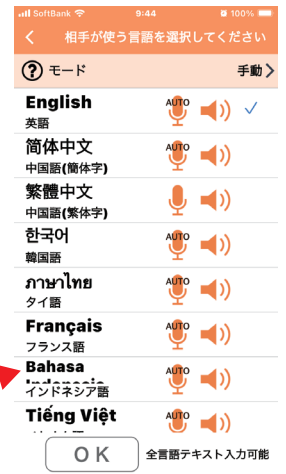 SoftBank 9:44 100%
相手が使う言語を選択してください
? モード 手動
English AUTO
英語
简体中文 AUTO
中国語(簡体字)
繁體中文
中国語(繁体字)
한국어 AUTO
韓国語
ภาษาไทย AUTO
タイ語
Français AUTO
フランス語
Bahasa AUTO
インドネシア語
Tiếng Việt AUTO
OK 全言語テキスト入力可能